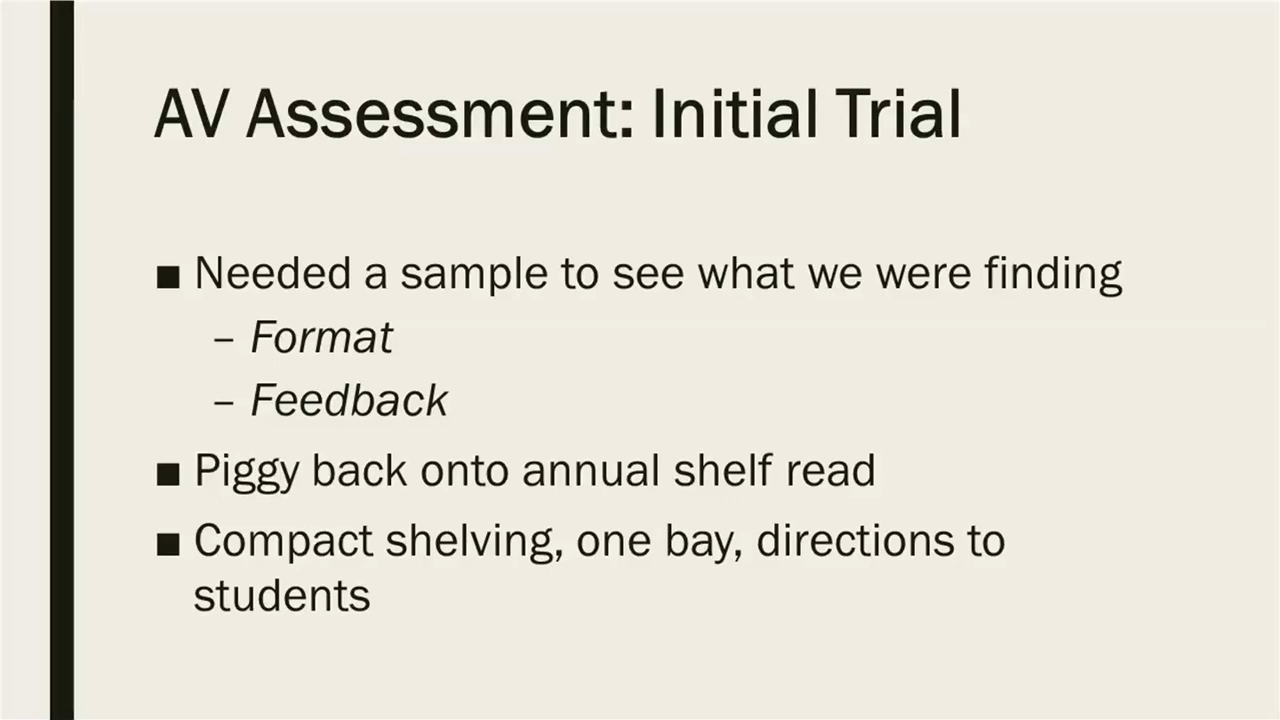 AV Assessment: Initial Trial
■ Needed a sample to see what we were finding
– Format
– Feedback
■ Piggy back onto annual shelf read
■ Compact shelving, one bay, directions to
students